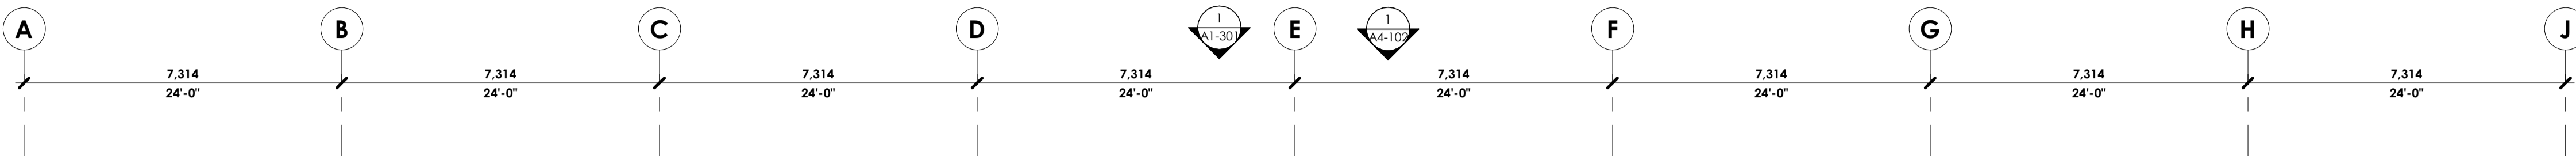 A B C D 1 A1-301 E 1 A4-102 F G H J
7,314 7,314 7,314 7,314 7,314 7,314 7,314 7,314
24'-0" 24'-0" 24'-0" 24'-0" 24'-0" 24'-0" 24'-0" 24'-0"